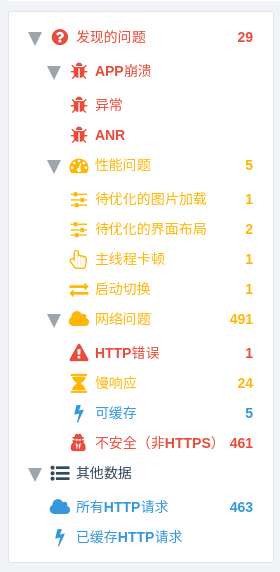 发现的问题 29
APP崩溃
异常
ANR
性能问题 5
待优化的图片加载 1
待优化的界面布局 2
主线程卡顿 1
启动切换 1
网络问题 491
HTTP错误 1
慢响应 24
可缓存 5
不安全（非HTTPS） 461
其他数据
所有HTTP请求 463
已缓存HTTP请求